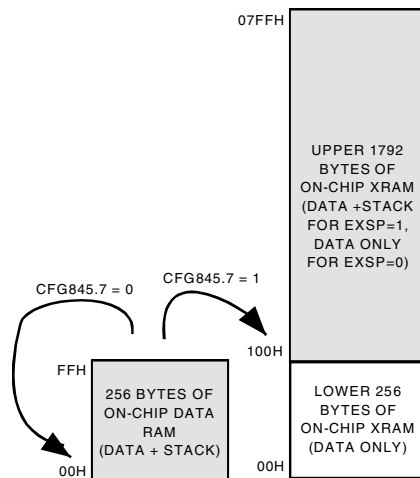 07FFH
UPPER 1792
BYTES OF
ON-CHIP XRAM
(DATA +STACK
FOR EXSP=1,
DATA ONLY
FOR EXSP=0)
CFG845.7 = 0
CFG845.7 = 1
100H
FFH
256 BYTES OF
ON-CHIP DATA
RAM
(DATA + STACK)
00H
LOWER 256
BYTES OF
ON-CHIP XRAM
(DATA ONLY)
00H